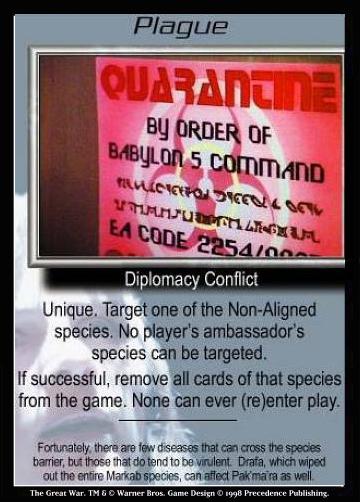 Plague
QUARANTINE
BY ORDER OF
BABYLON 5 COMMAND
EA CODE 2254/
Diplomacy Conflict
Unique. Target one of the Non-Aligned
species. No player's ambassador's
species can be targeted.
If successful, remove all cards of that species
from the game. None can ever (re)enter play.
Fortunately, there are few diseases that can cross the species
barrier, but those that do tend to be virulent. Drafa, which wiped
out the entire Markab species, can affect Pak'ma'ra as well.
The Great War. TM & © Warner Bros. Game Design © 1998 Precedence Publishing.